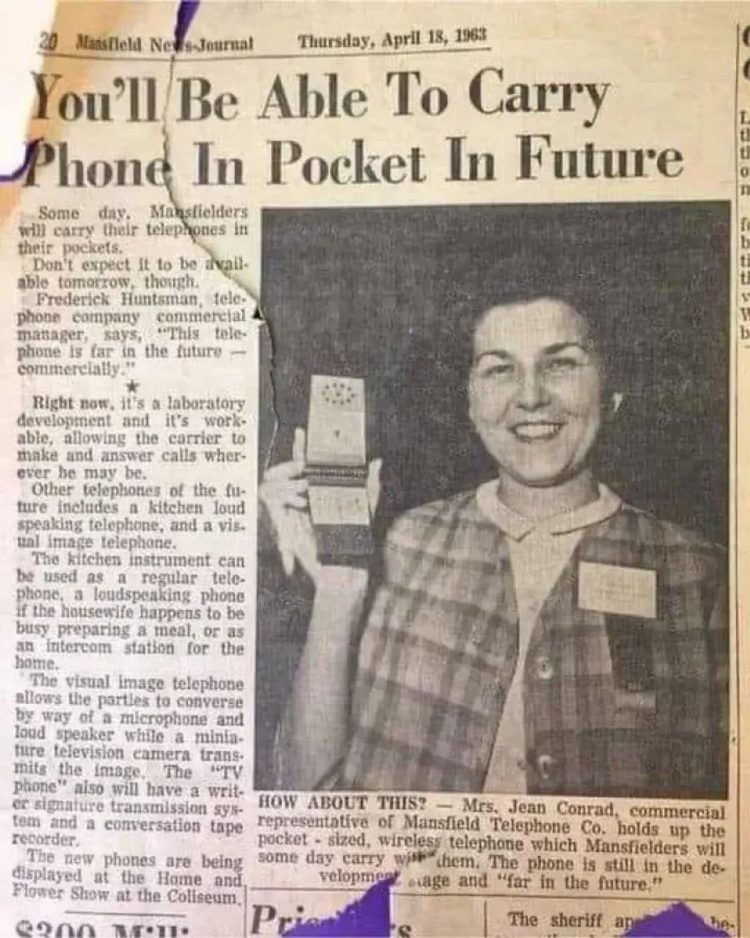 20 Mansfield News-Journal Thursday, April 18, 1963
You'll Be Able To Carry
Phone In Pocket In Future
Some day, Mansfielders
will carry their telephones in
their pockets.
Don't expect it to be avail-
able tomorrow, though.
Frederick Huntsman, tele-
phone company commercial
manager, says, "This tele-
phone is far in the future —
commercially."
★
Right now, it's a laboratory
development and it's work-
able, allowing the carrier to
make and answer calls wher-
ever he may be.
Other telephones of the fu-
ture includes a kitchen loud
speaking telephone, and a vis-
ual image telephone.
The kitchen instrument can
be used as a regular tele-
phone, a loudspeaking phone
if the housewife happens to be
busy preparing a meal, or as
an intercom station for the
home.
The visual image telephone
allows the parties to converse
by way of a microphone and
loud speaker while a minia-
ture television camera trans-
mits the image. The "TV
phone" also will have a writ-
er signature transmission sys-
tem and a conversation tape
recorder.
The new phones are being
displayed at the Home and
Flower Show at the Coliseum.
HOW ABOUT THIS? — Mrs. Jean Conrad, commercial
representative of Mansfield Telephone Co. holds up the
pocket - sized, wireless telephone which Mansfielders will
some day carry with them. The phone is still in the de-
velopment stage and "far in the future."
$200
The sheriff